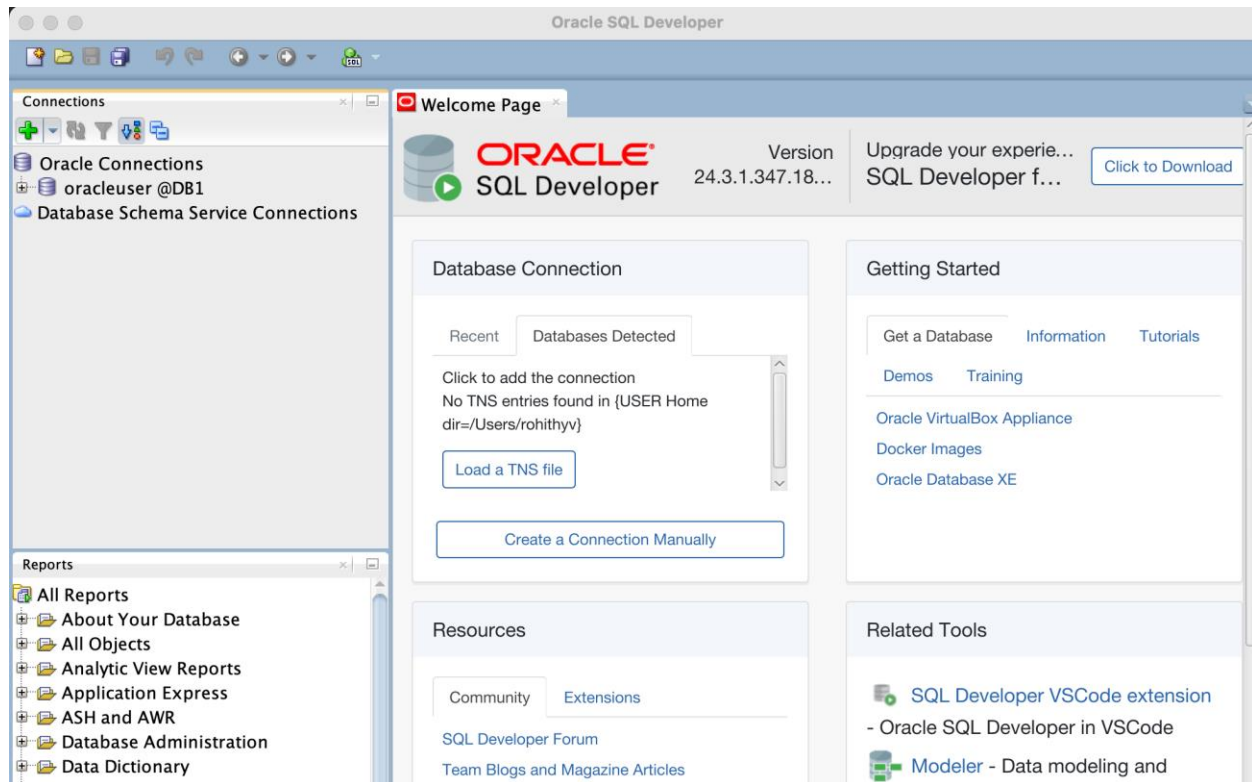 Oracle SQL Developer
SQL
Connections
Oracle Connections
oracleuser @DB1
Database Schema Service Connections
Reports
All Reports
About Your Database
All Objects
Analytic View Reports
Application Express
ASH and AWR
Database Administration
Data Dictionary
Welcome Page
ORACLE
SQL Developer
Version
24.3.1.347.18...
Upgrade your experie...
SQL Developer f...
Click to Download
Database Connection
Recent Databases Detected
Click to add the connection
No TNS entries found in {USER Home
dir=/Users/rohithyv}
Load a TNS file
Create a Connection Manually
Getting Started
Get a Database Information Tutorials
Demos Training
Oracle VirtualBox Appliance
Docker Images
Oracle Database XE
Resources
Community Extensions
SQL Developer Forum
Team Blogs and Magazine Articles
Related Tools
SQL Developer VSCode extension
- Oracle SQL Developer in VSCode
Modeler - Data modeling and